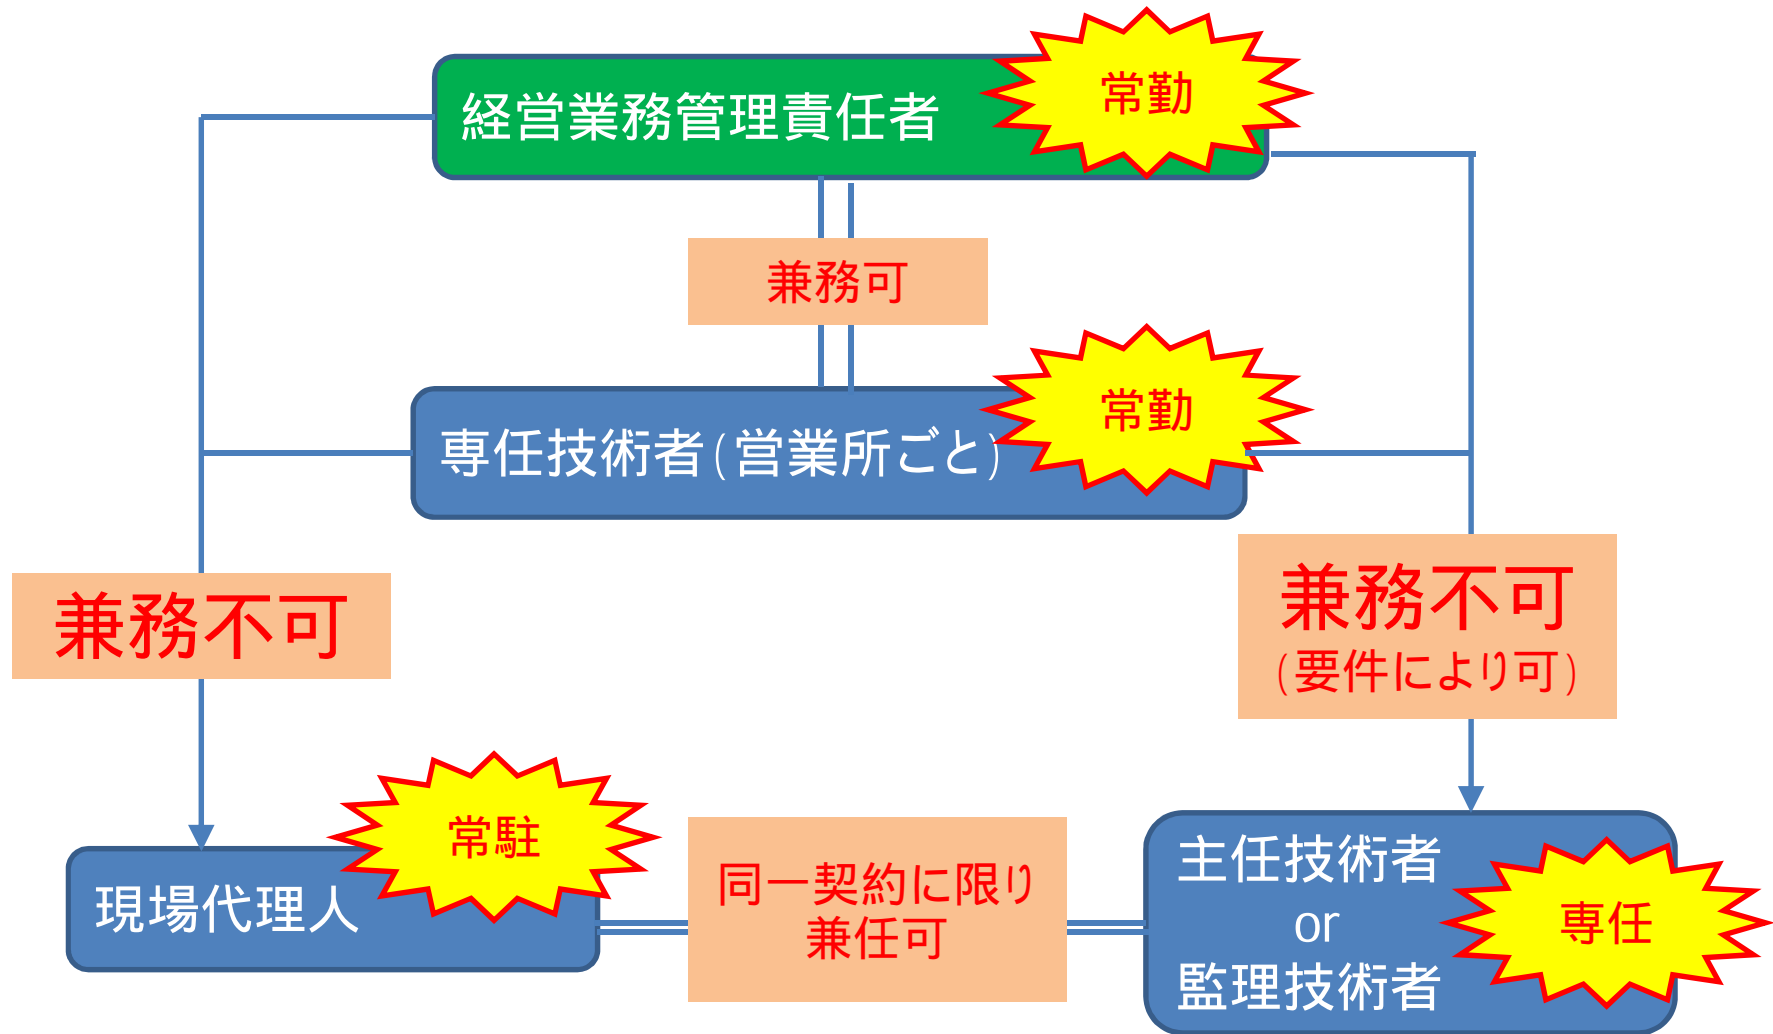 経営業務管理責任者
常勤
兼務可
専任技術者(営業所ごと)
常勤
兼務不可
兼務不可
(要件により可)
常駐
現場代理人
同一契約に限り
兼任可
主任技術者
or
監理技術者
専任